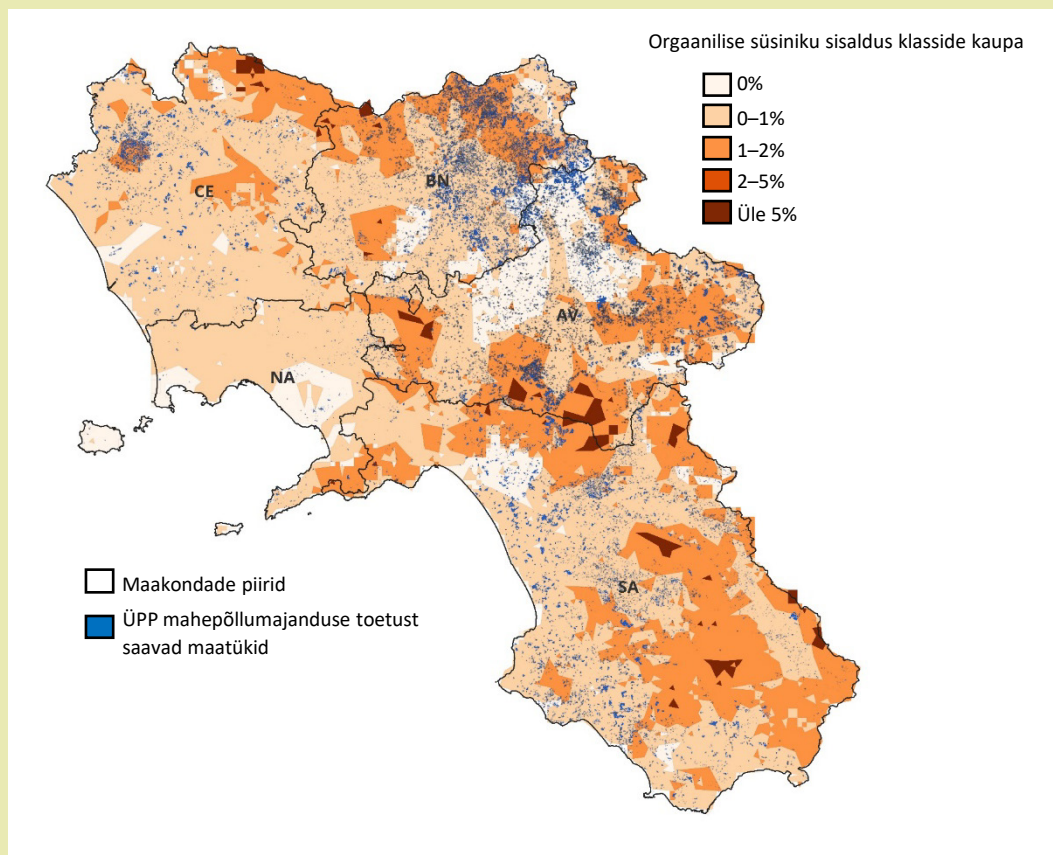 Orgaanilise süsiniku sisaldus klasside kaupa
0%
0–1%
1–2%
2–5%
Üle 5%
CE
BN
AV
NA
SA
Maakondade piirid
ÜPP mahepõllumajanduse toetust
saavad maatükid